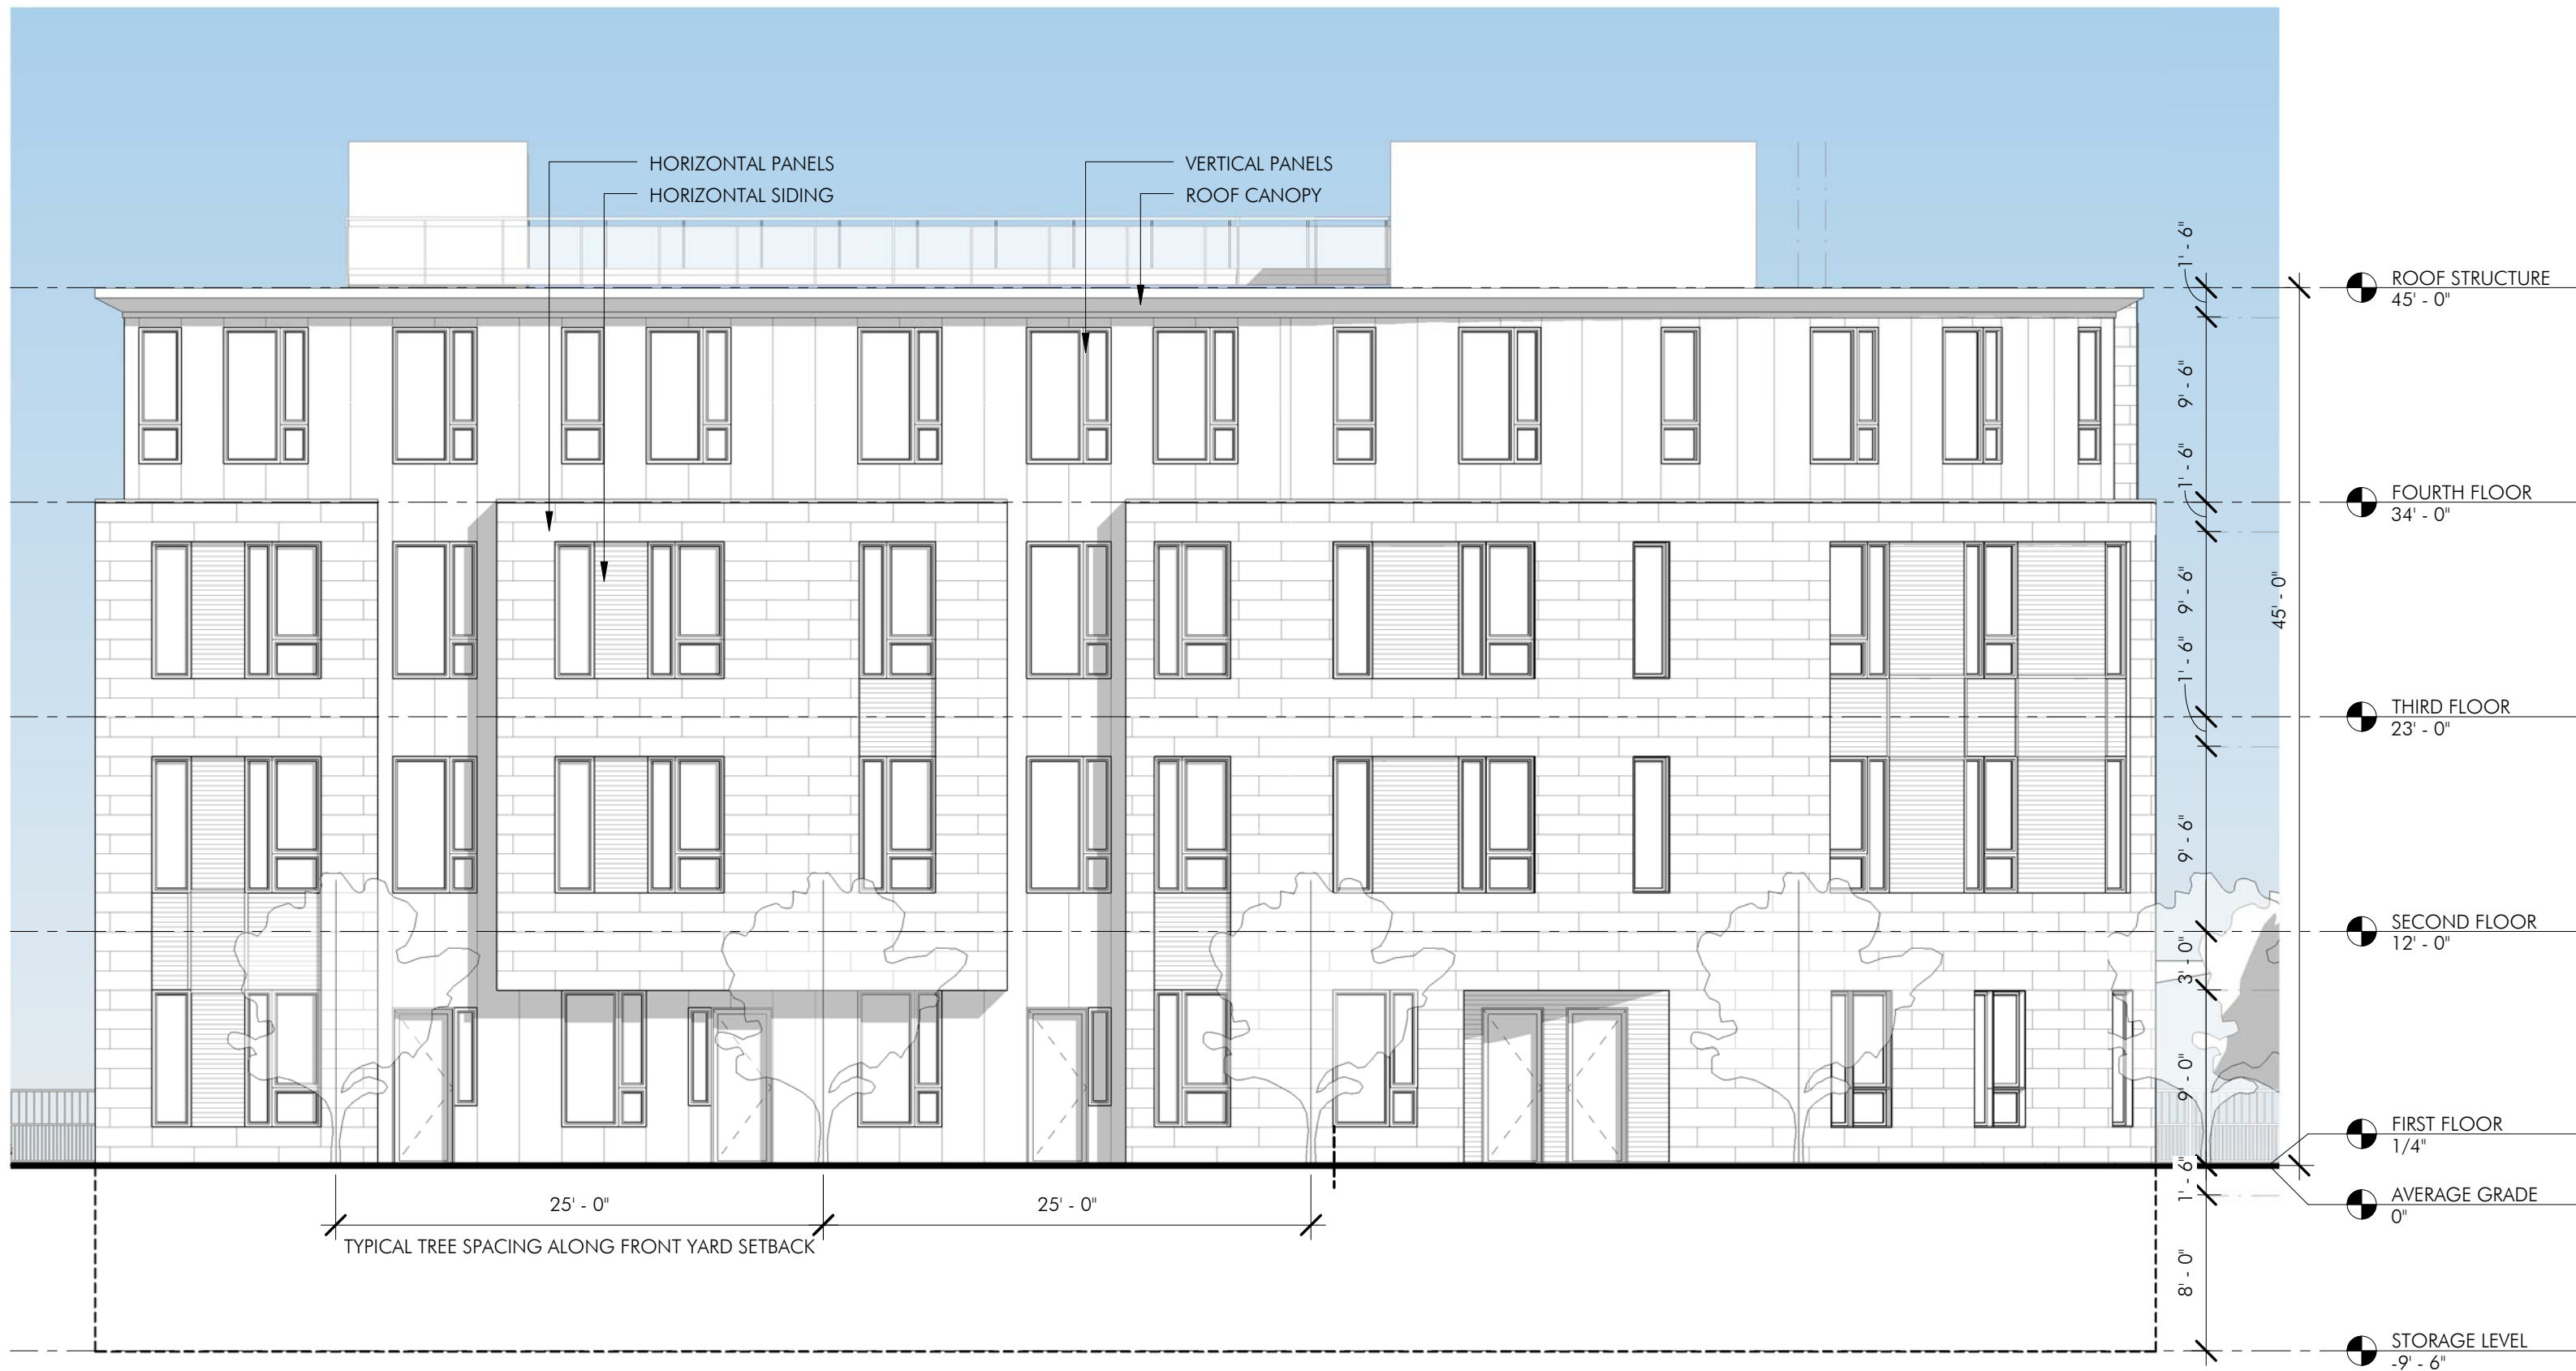 HORIZONTAL PANELS
HORIZONTAL SIDING
VERTICAL PANELS
ROOF CANOPY
1' - 6"
9' - 6"
1' - 6"
9' - 6"
1' - 6"
9' - 6"
3' - 0"
9' - 0"
1' - 6"
8' - 0"
45' - 0"
ROOF STRUCTURE
45' - 0"
FOURTH FLOOR
34' - 0"
THIRD FLOOR
23' - 0"
SECOND FLOOR
12' - 0"
FIRST FLOOR
1/4"
AVERAGE GRADE
0"
STORAGE LEVEL
-9' - 6"
25' - 0"
25' - 0"
TYPICAL TREE SPACING ALONG FRONT YARD SETBACK